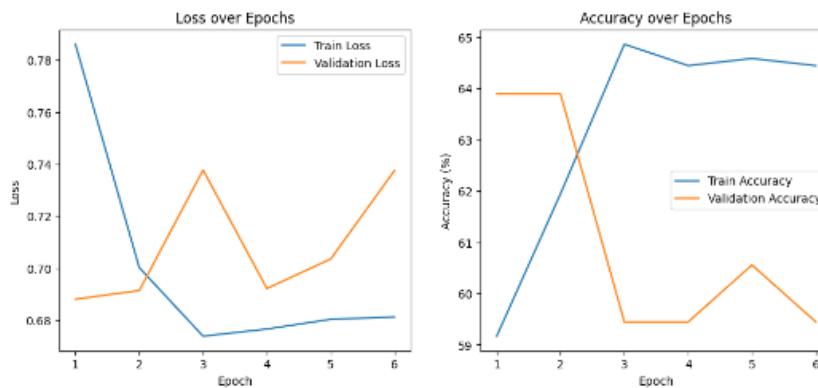 Loss over Epochs
Train Loss
Validation Loss
0.78
0.76
0.74
0.72
0.70
0.68
Loss
1 2 3 4 5 6
Epoch
Accuracy over Epochs
65
64
63
62
61
60
59
Accuracy (%)
Train Accuracy
Validation Accuracy
1 2 3 4 5 6
Epoch